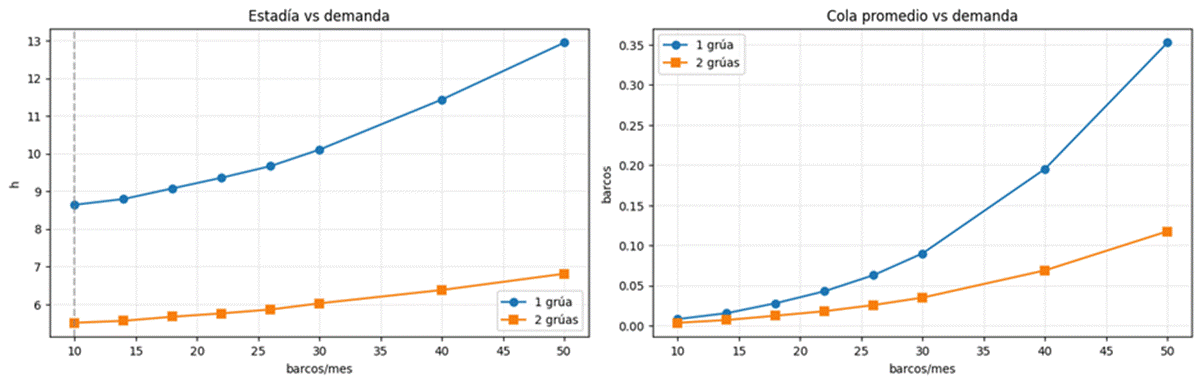 Estadía vs demanda
13
12
11
10
9
8
7
6
h
10 15 20 25 30 35 40 45 50
barcos/mes
1 grúa
2 grúas
Cola promedio vs demanda
1 grúa
2 grúas
0.35
0.30
0.25
0.20
0.15
0.10
0.05
0.00
barcos
10 15 20 25 30 35 40 45 50
barcos/mes